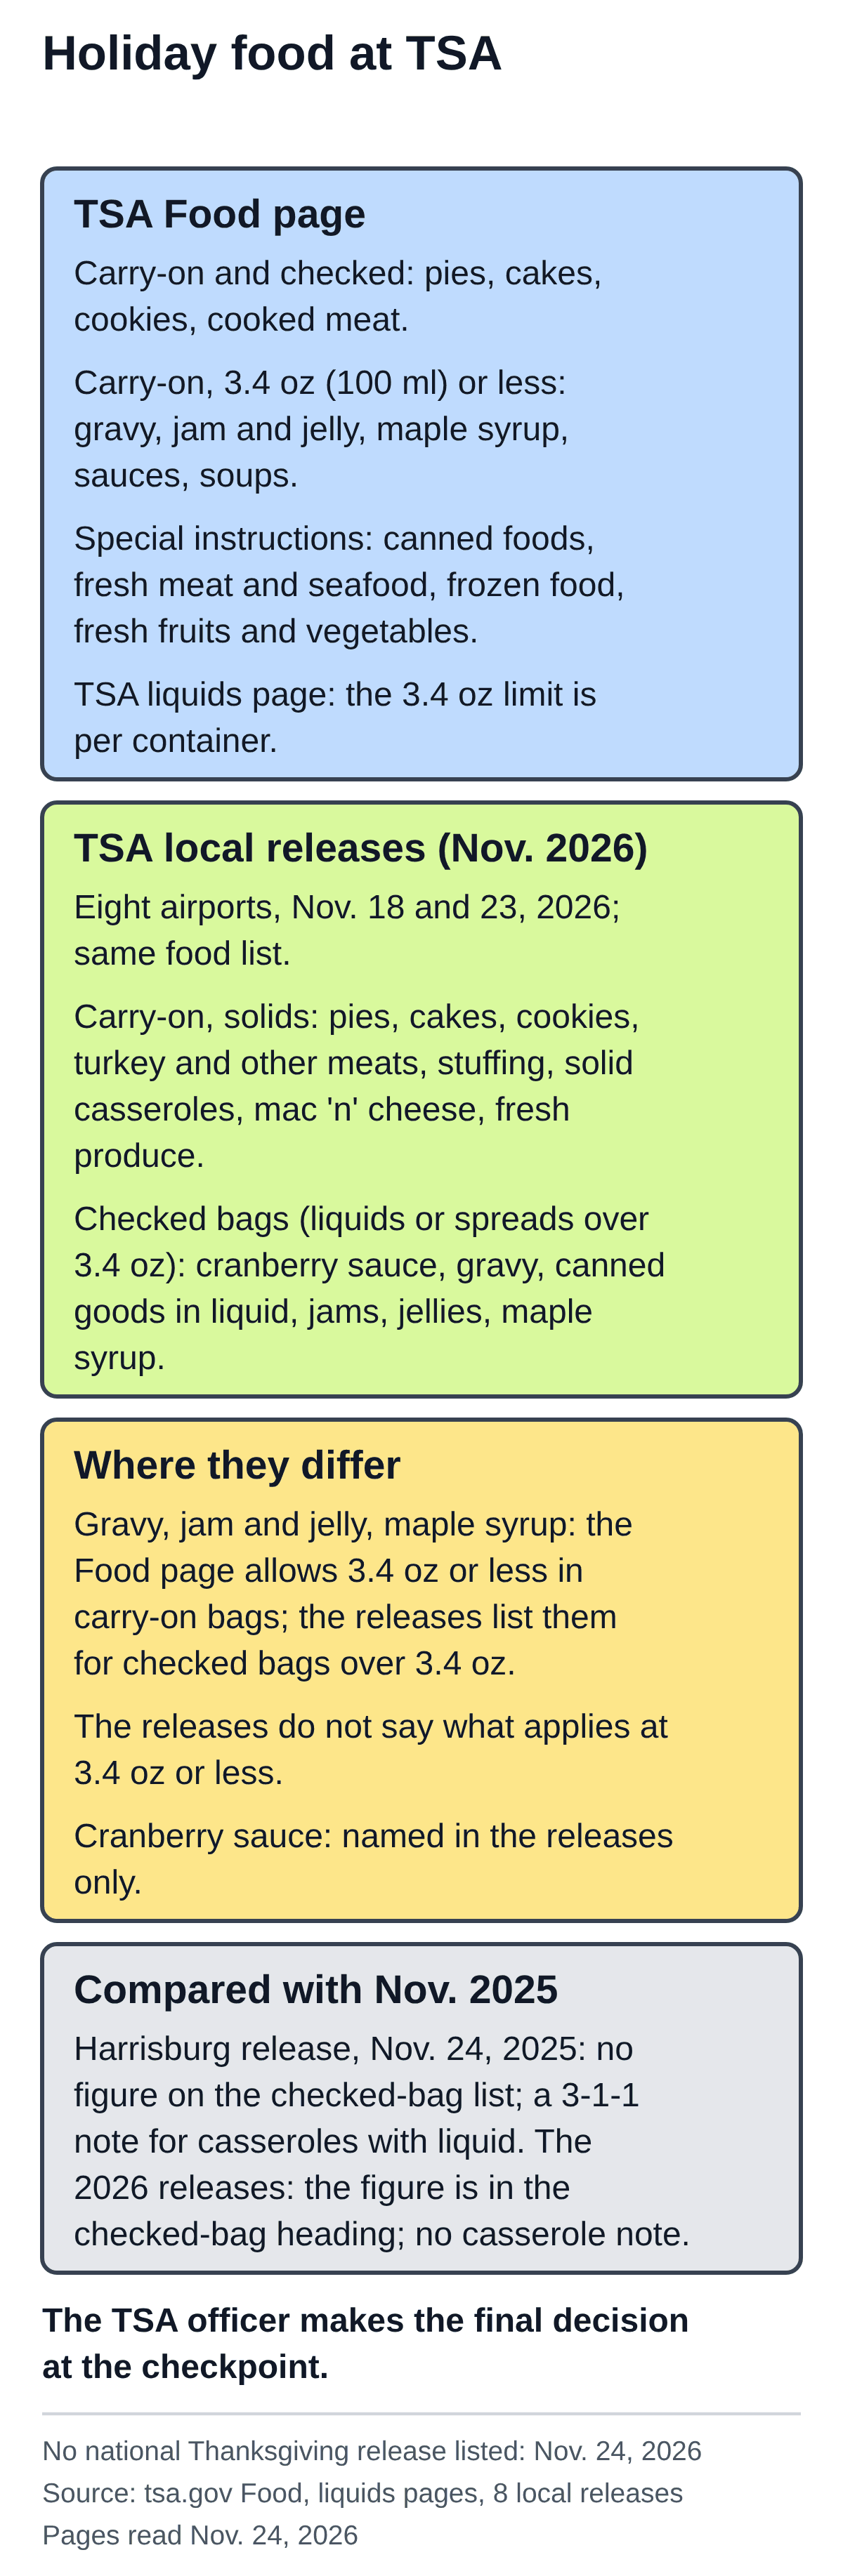 Holiday food at TSA
TSA Food page
Carry-on and checked: pies, cakes,
cookies, cooked meat.
Carry-on, 3.4 oz (100 ml) or less:
gravy, jam and jelly, maple syrup,
sauces, soups.
Special instructions: canned foods,
fresh meat and seafood, frozen food,
fresh fruits and vegetables.
TSA liquids page: the 3.4 oz limit is
per container.
TSA local releases (Nov. 2026)
Eight airports, Nov. 18 and 23, 2026;
same food list.
Carry-on, solids: pies, cakes, cookies,
turkey and other meats, stuffing, solid
casseroles, mac 'n' cheese, fresh
produce.
Checked bags (liquids or spreads over
3.4 oz): cranberry sauce, gravy, canned
goods in liquid, jams, jellies, maple
syrup.
Where they differ
Gravy, jam and jelly, maple syrup: the
Food page allows 3.4 oz or less in
carry-on bags; the releases list them
for checked bags over 3.4 oz.
The releases do not say what applies at
3.4 oz or less.
Cranberry sauce: named in the releases
only.
Compared with Nov. 2025
Harrisburg release, Nov. 24, 2025: no
figure on the checked-bag list; a 3-1-1
note for casseroles with liquid. The
2026 releases: the figure is in the
checked-bag heading; no casserole note.
The TSA officer makes the final decision
at the checkpoint.
No national Thanksgiving release listed: Nov. 24, 2026
Source: tsa.gov Food, liquids pages, 8 local releases
Pages read Nov. 24, 2026